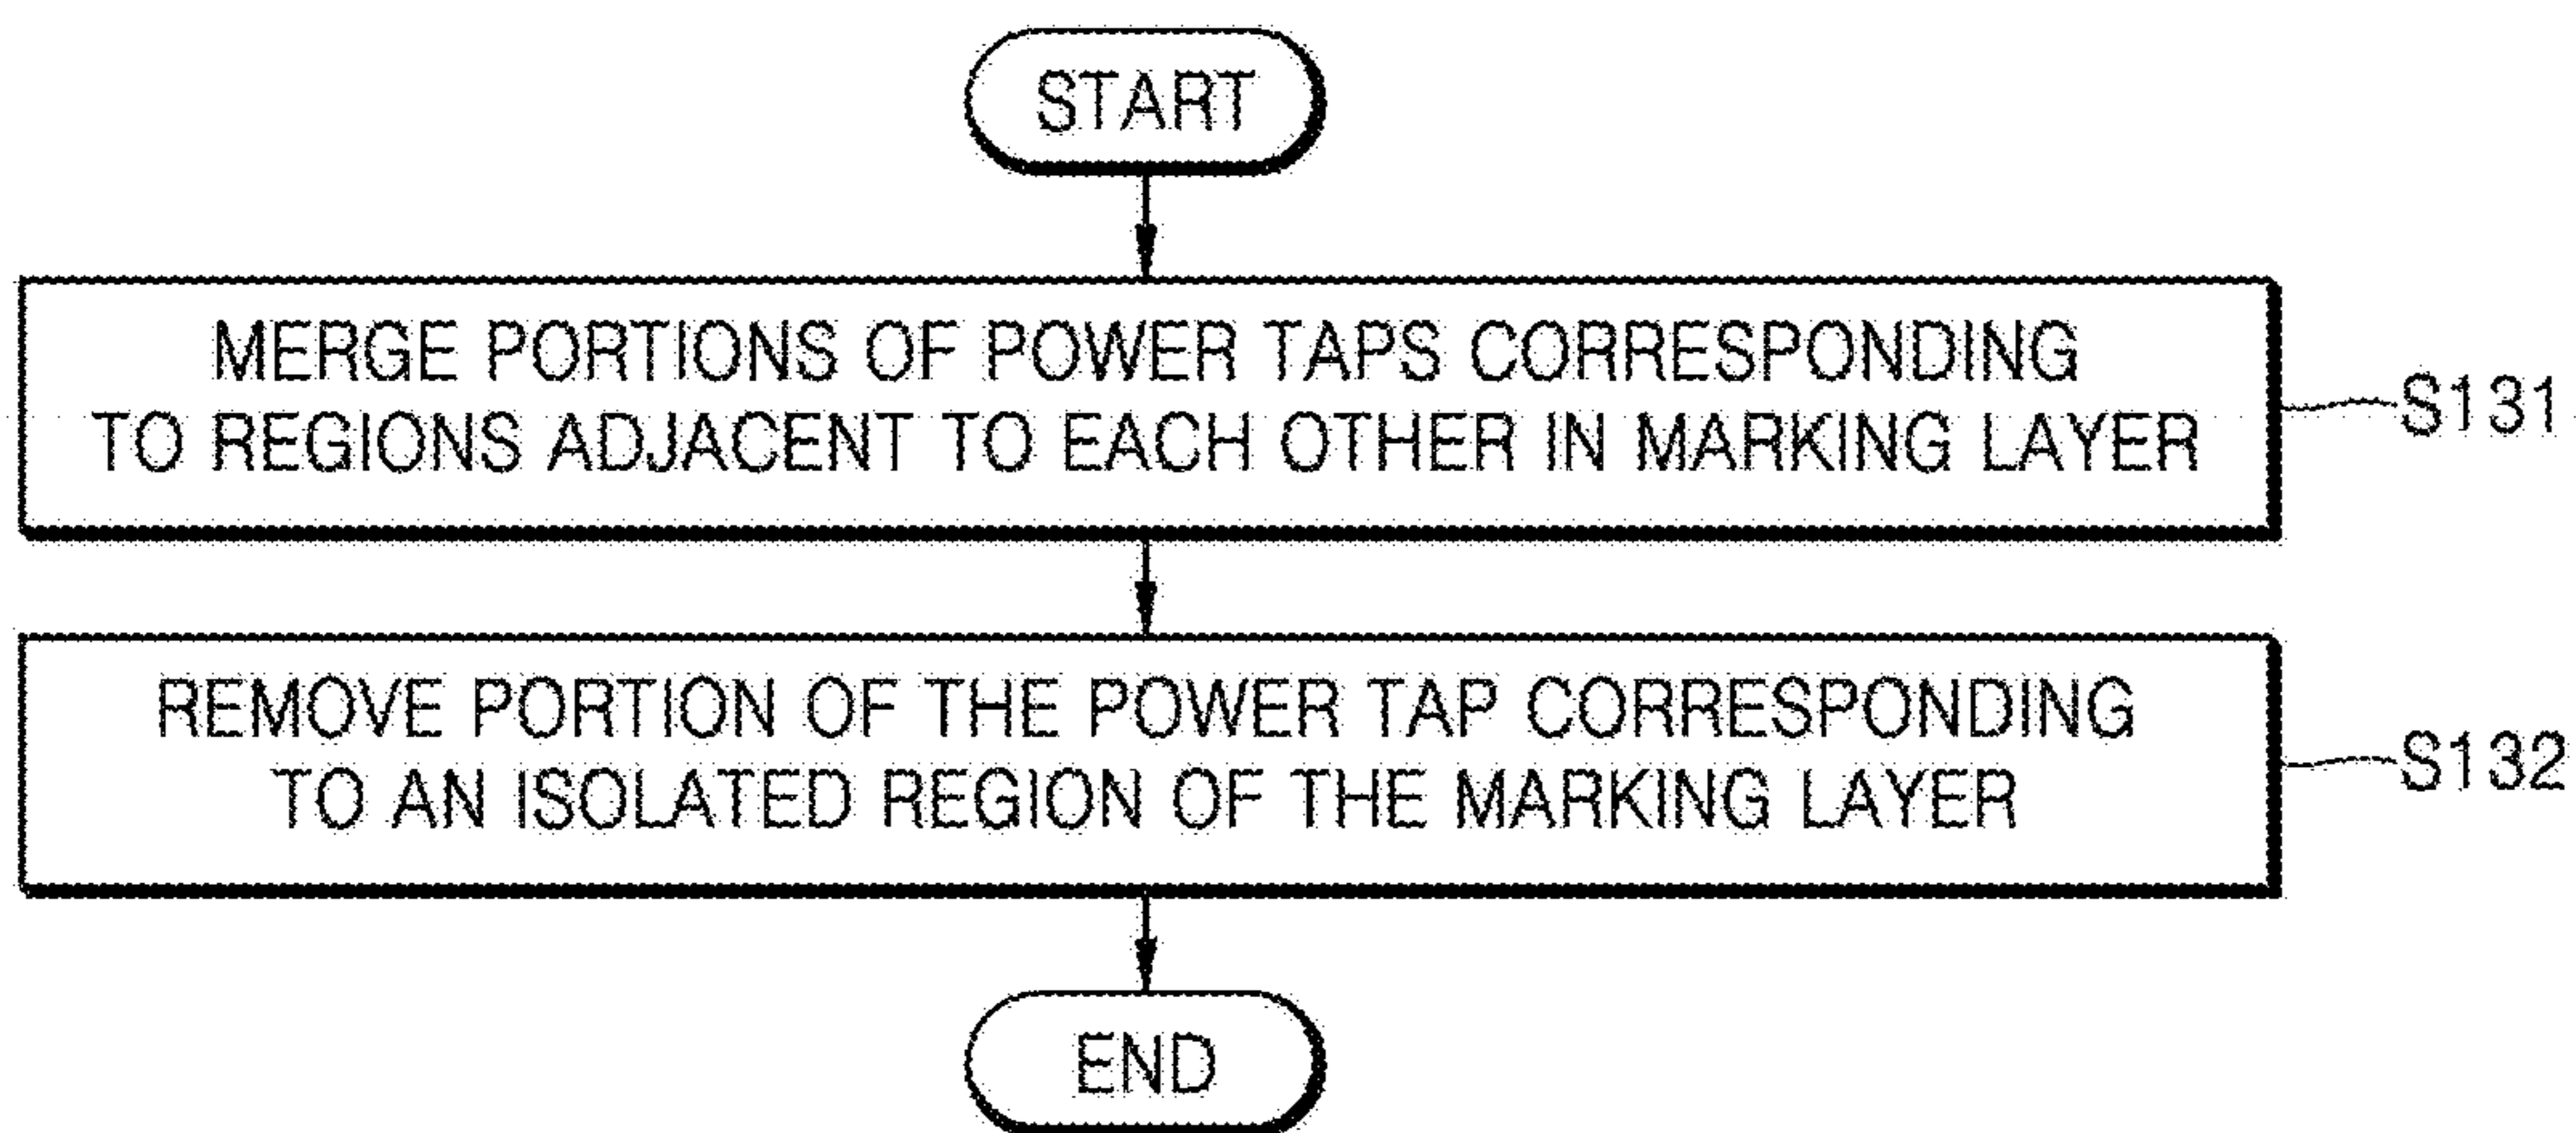 START
MERGE PORTIONS OF POWER TAPS CORRESPONDING
TO REGIONS ADJACENT TO EACH OTHER IN MARKING LAYER
S131
REMOVE PORTION OF THE POWER TAP CORRESPONDING
TO AN ISOLATED REGION OF THE MARKING LAYER
S132
END